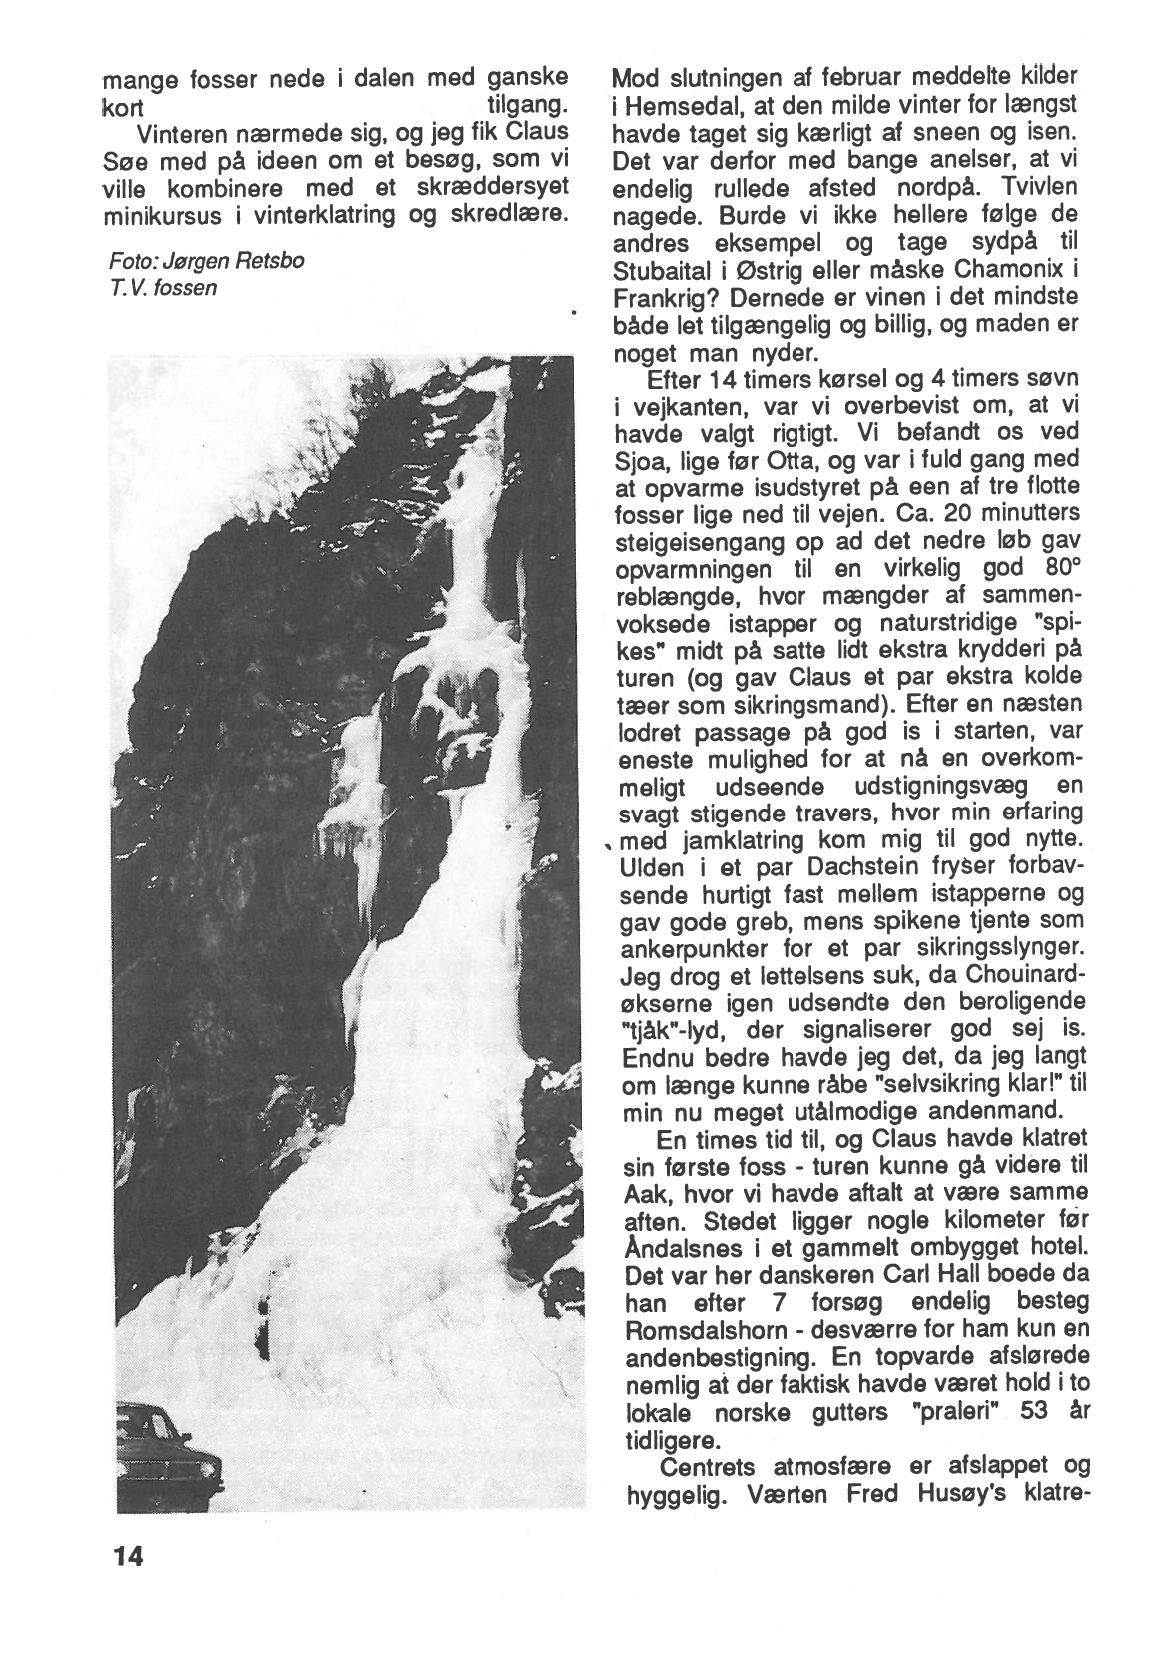 mange fosser nede i dalen med ganske
kort tilgang.
Vinteren nærmede sig, og jeg fik Claus
Søe med på ideen om et besøg, som vi
ville kombinere med et skræddersyet
minikursus i vinterklatring og skredlære.
Foto: Jørgen Retsbo
T.V. fossen
Mod slutningen af februar meddelte kilder
i Hemsedal, at den milde vinter for længst
havde taget sig kærligt af sneen og isen.
Det var derfor med bange anelser, at vi
endelig rullede afsted nordpå. Tvivlen
nagede. Burde vi ikke hellere følge de
andres eksempel og tage sydpå til
Stubaital i Østrig eller måske Chamonix i
Frankrig? Dernede er vinen i det mindste
både let tilgængelig og billig, og maden er
noget man nyder.
Efter 14 timers kørsel og 4 timers søvn
i vejkanten, var vi overbevist om, at vi
havde valgt rigtigt. Vi befandt os ved
Sjoa, lige før Otta, og var i fuld gang med
at opvarme isudstyret på een af tre flotte
fosser lige ned til vejen. Ca. 20 minutters
steigeisengang op ad det nedre løb gav
opvarmningen til en virkelig god 80°
reblængde, hvor mængder af sammen-
voksede istapper og naturstridige "spi-
kes" midt på satte lidt ekstra krydderi på
turen (og gav Claus et par ekstra kolde
tæer som sikringsmand). Efter en næsten
lodret passage på god is i starten, var
eneste mulighed for at nå en overkom-
meligt udseende udstigningsvæg en
svagt stigende travers, hvor min erfaring
med jamklatring kom mig til god nytte.
Ulden i et par Dachstein fryser forbav-
sende hurtigt fast mellem istapperne og
gav gode greb, mens spikene tjente som
ankerpunkter for et par sikringsslynger.
Jeg drog et lettelsens suk, da Chouinard-
økserne igen udsendte den beroligende
"tjåk"-lyd, der signaliserer god sej is.
Endnu bedre havde jeg det, da jeg langt
om længe kunne råbe "selvsikring klar!" til
min nu meget utålmodige andenmand.
En times tid til, og Claus havde klatret
sin første foss - turen kunne gå videre til
Aak, hvor vi havde aftalt at være samme
aften. Stedet ligger nogle kilometer før
Åndalsnes i et gammelt ombygget hotel.
Det var her danskeren Carl Hall boede da
han efter 7 forsøg endelig besteg
Romsdalshorn - desværre for ham kun en
andenbestigning. En topvarde afslørede
nemlig at der faktisk havde været hold i to
lokale norske gutters "praleri" 53 år
tidligere.
Centrets atmosfære er afslappet og
hyggelig. Værten Fred Husøy's klatre-
14